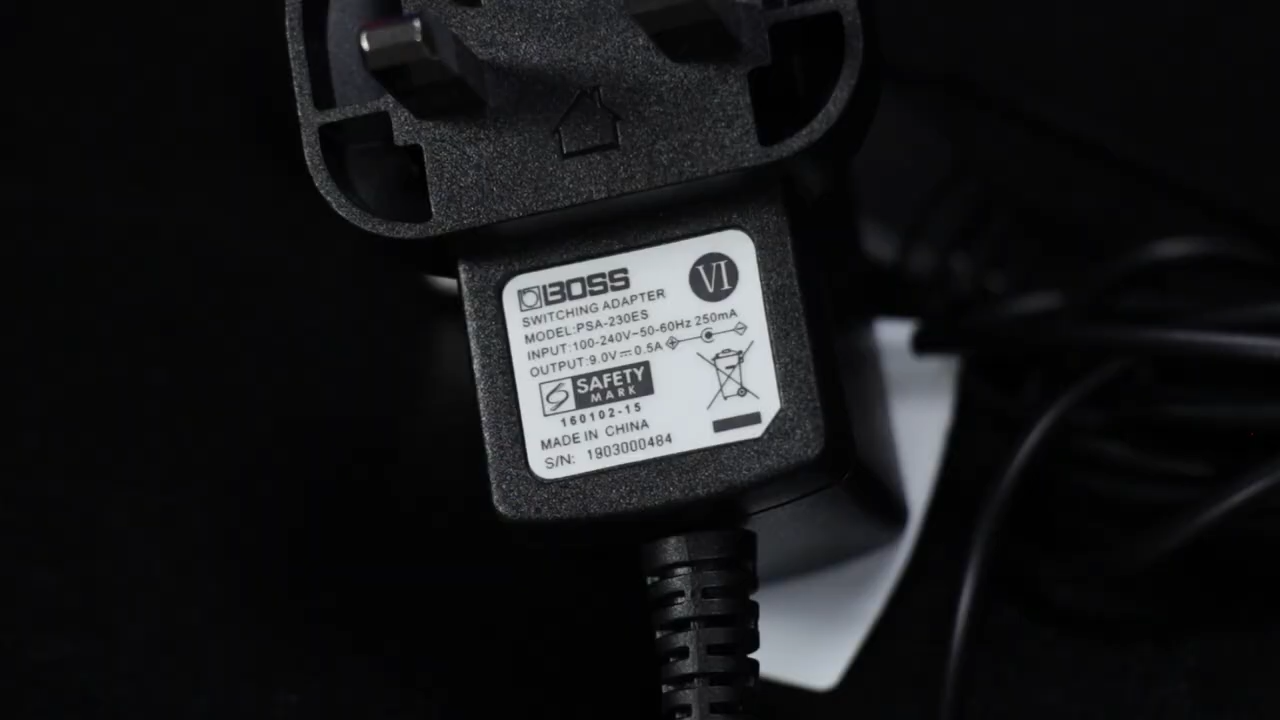 BOSS
VI
SWITCHING ADAPTER
MODEL:PSA-230ES
INPUT:100-240V~50-60Hz 250mA
OUTPUT:9.0V⎓0.5A
SAFETY
MARK
160102-15
MADE IN CHINA
S/N: 1903000484